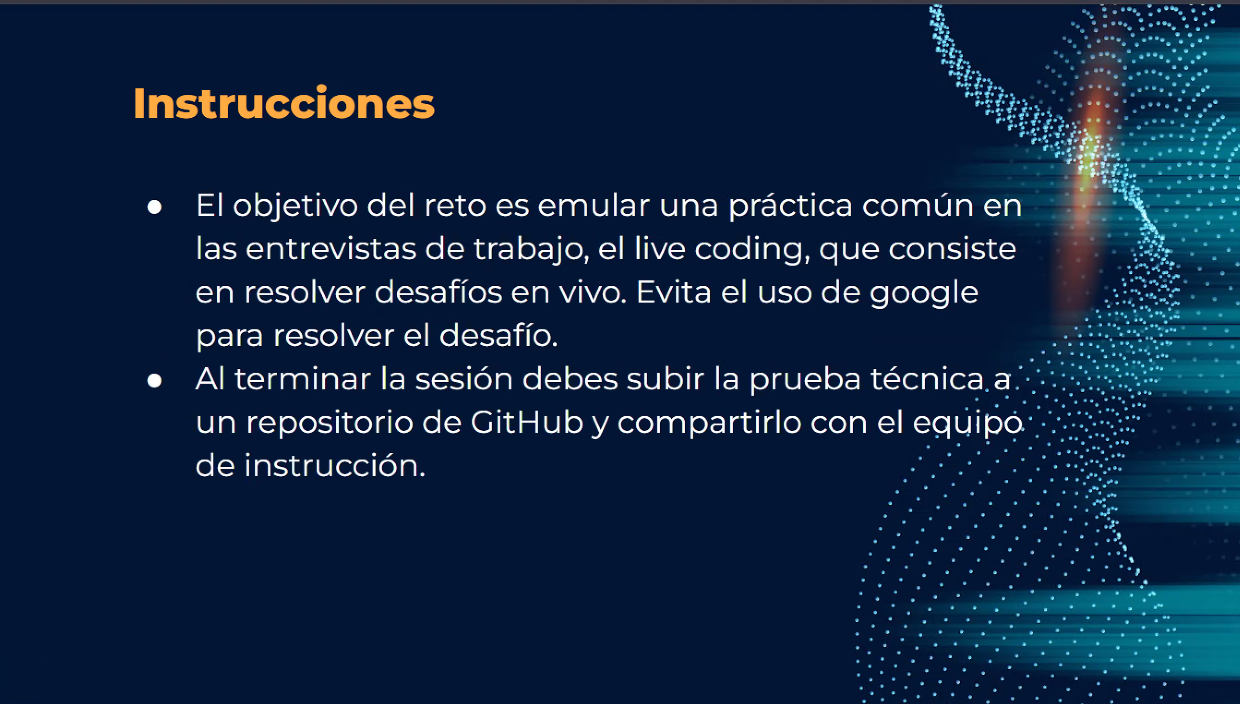 Instrucciones
● El objetivo del reto es emular una práctica común en
las entrevistas de trabajo, el live coding, que consiste
en resolver desafíos en vivo. Evita el uso de google
para resolver el desafío.
● Al terminar la sesión debes subir la prueba técnica a
un repositorio de GitHub y compartirlo con el equipo
de instrucción.